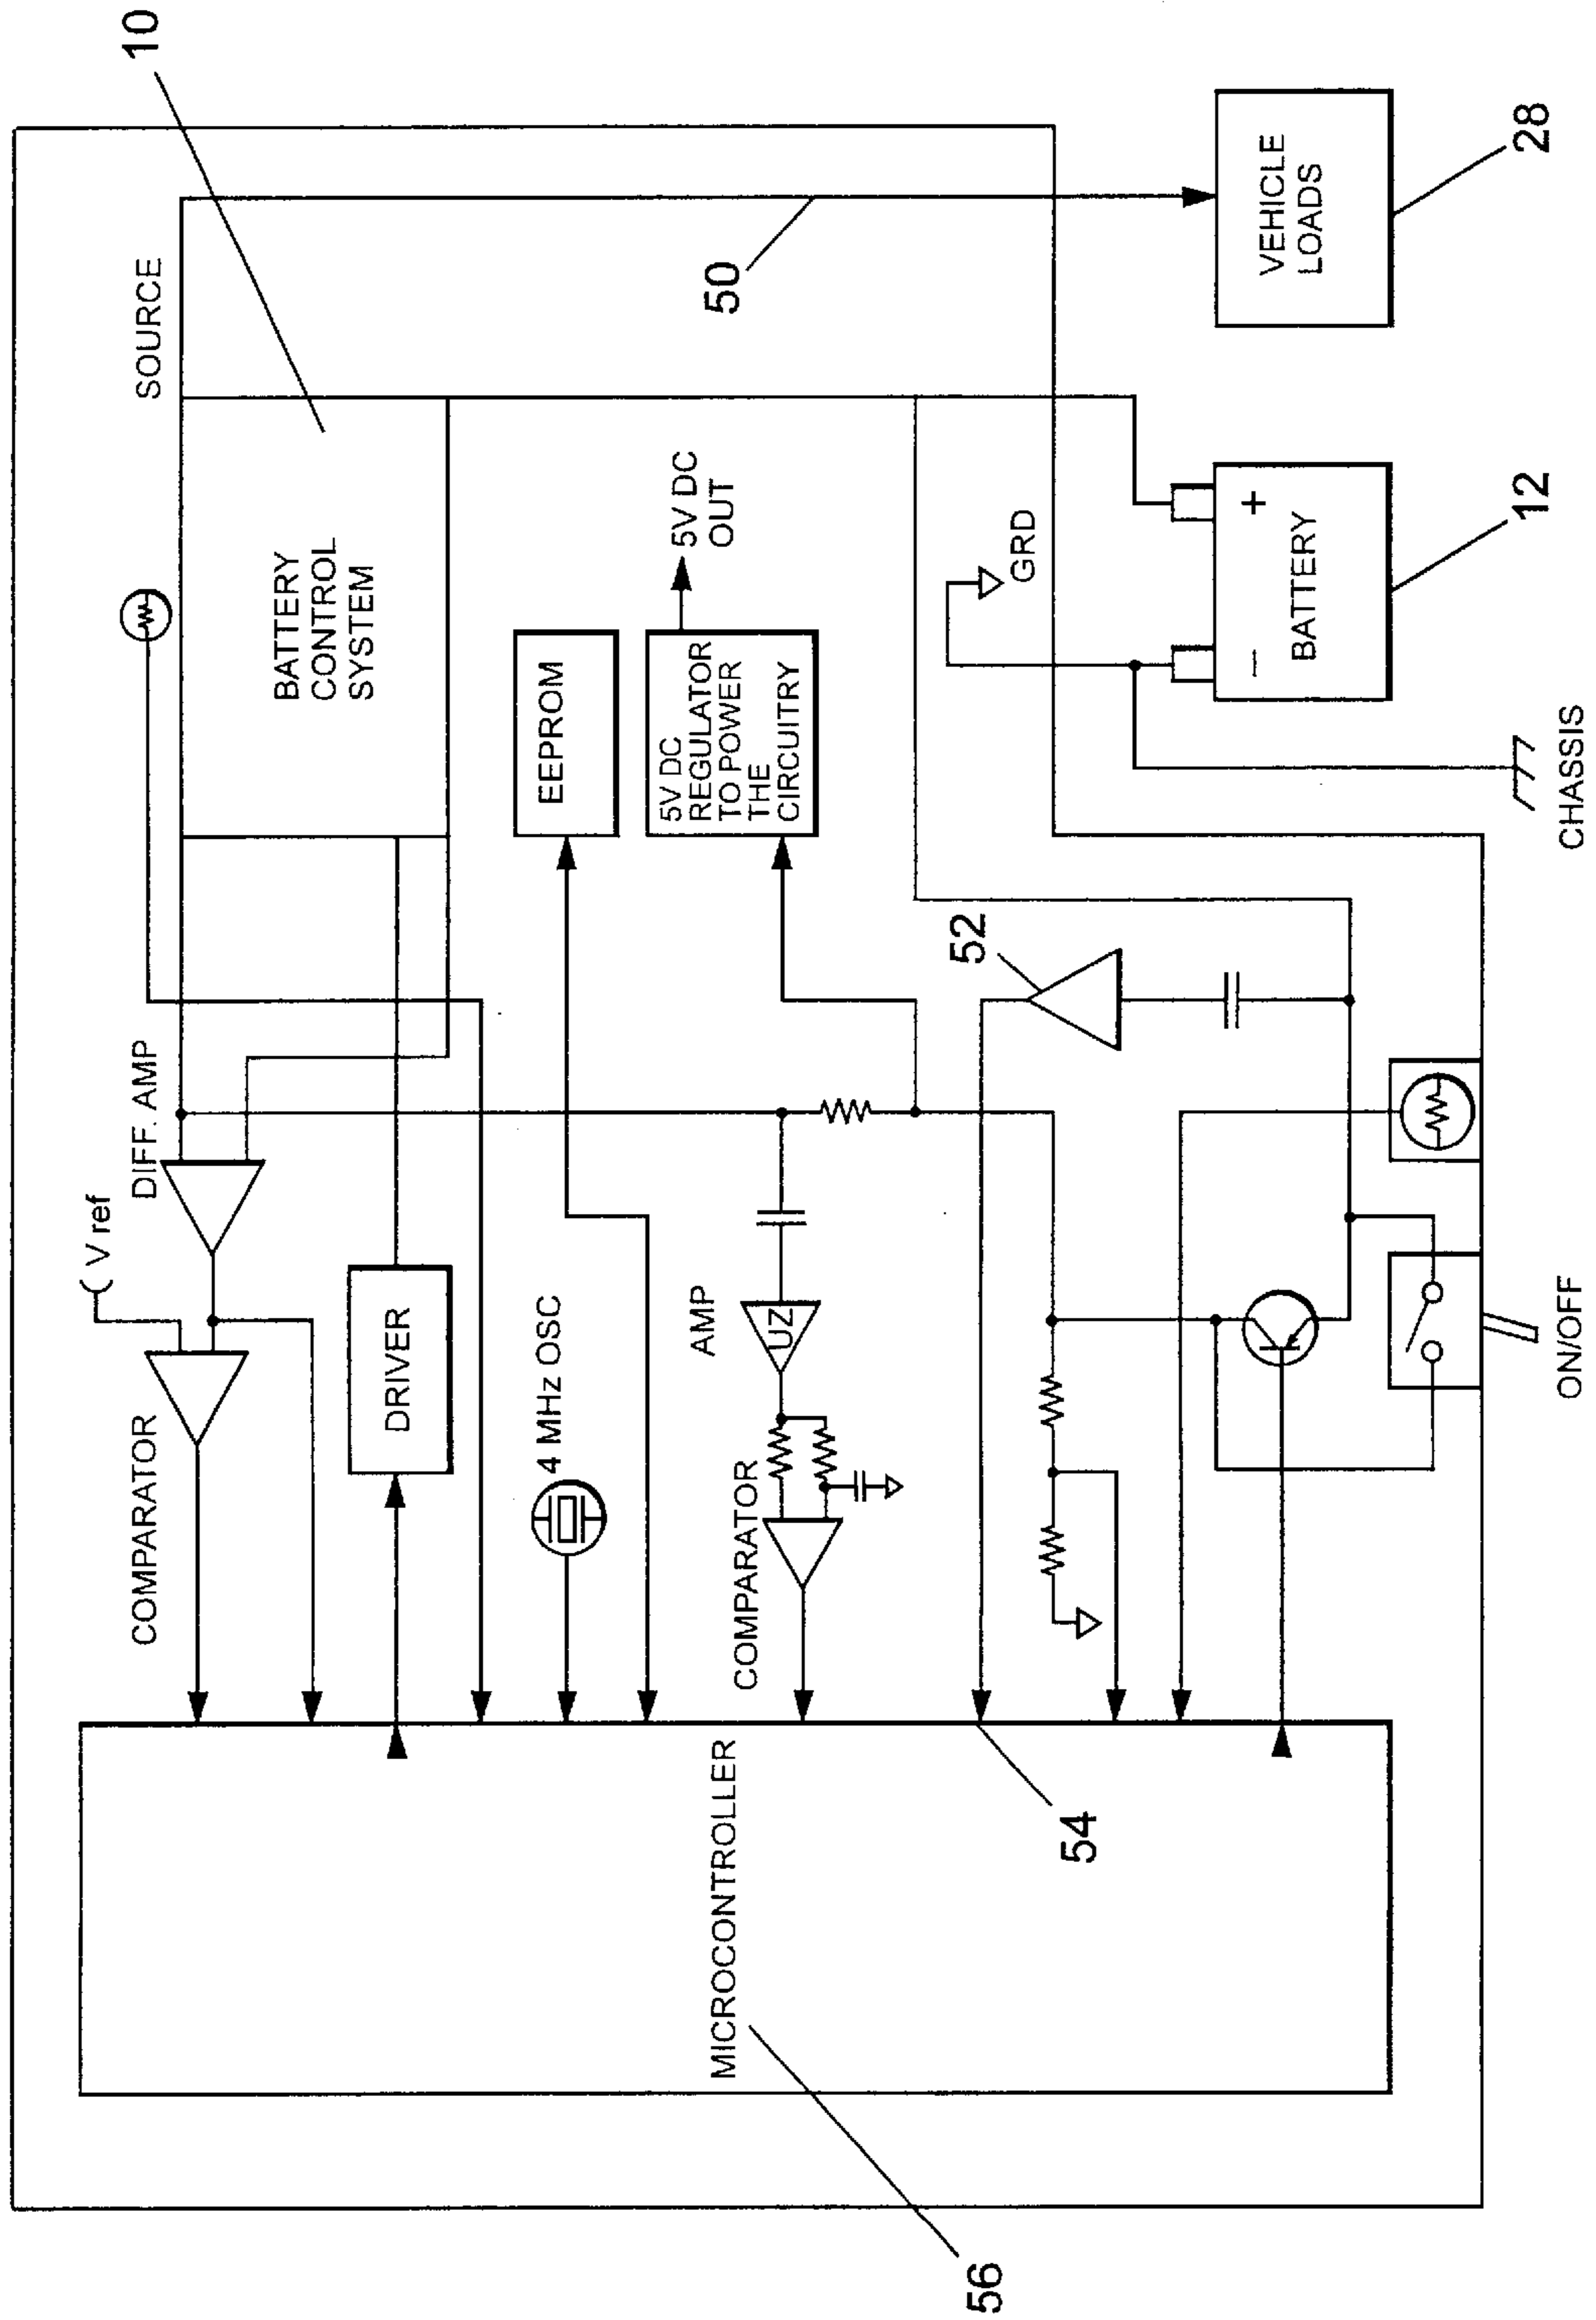 10
SOURCE
V ref
DIFF. AMP
COMPARATOR
BATTERY
CONTROL
SYSTEM
DRIVER
50
4 MHz OSC
EEPROM
5V DC
REGULATOR
TO POWER
THE
CIRCUITRY
5V DC
OUT
AMP
UZ
COMPARATOR
MICROCONTROLLER
56
54
52
GRD
VEHICLE
LOADS
28
+
−
BATTERY
12
CHASSIS
ON/OFF